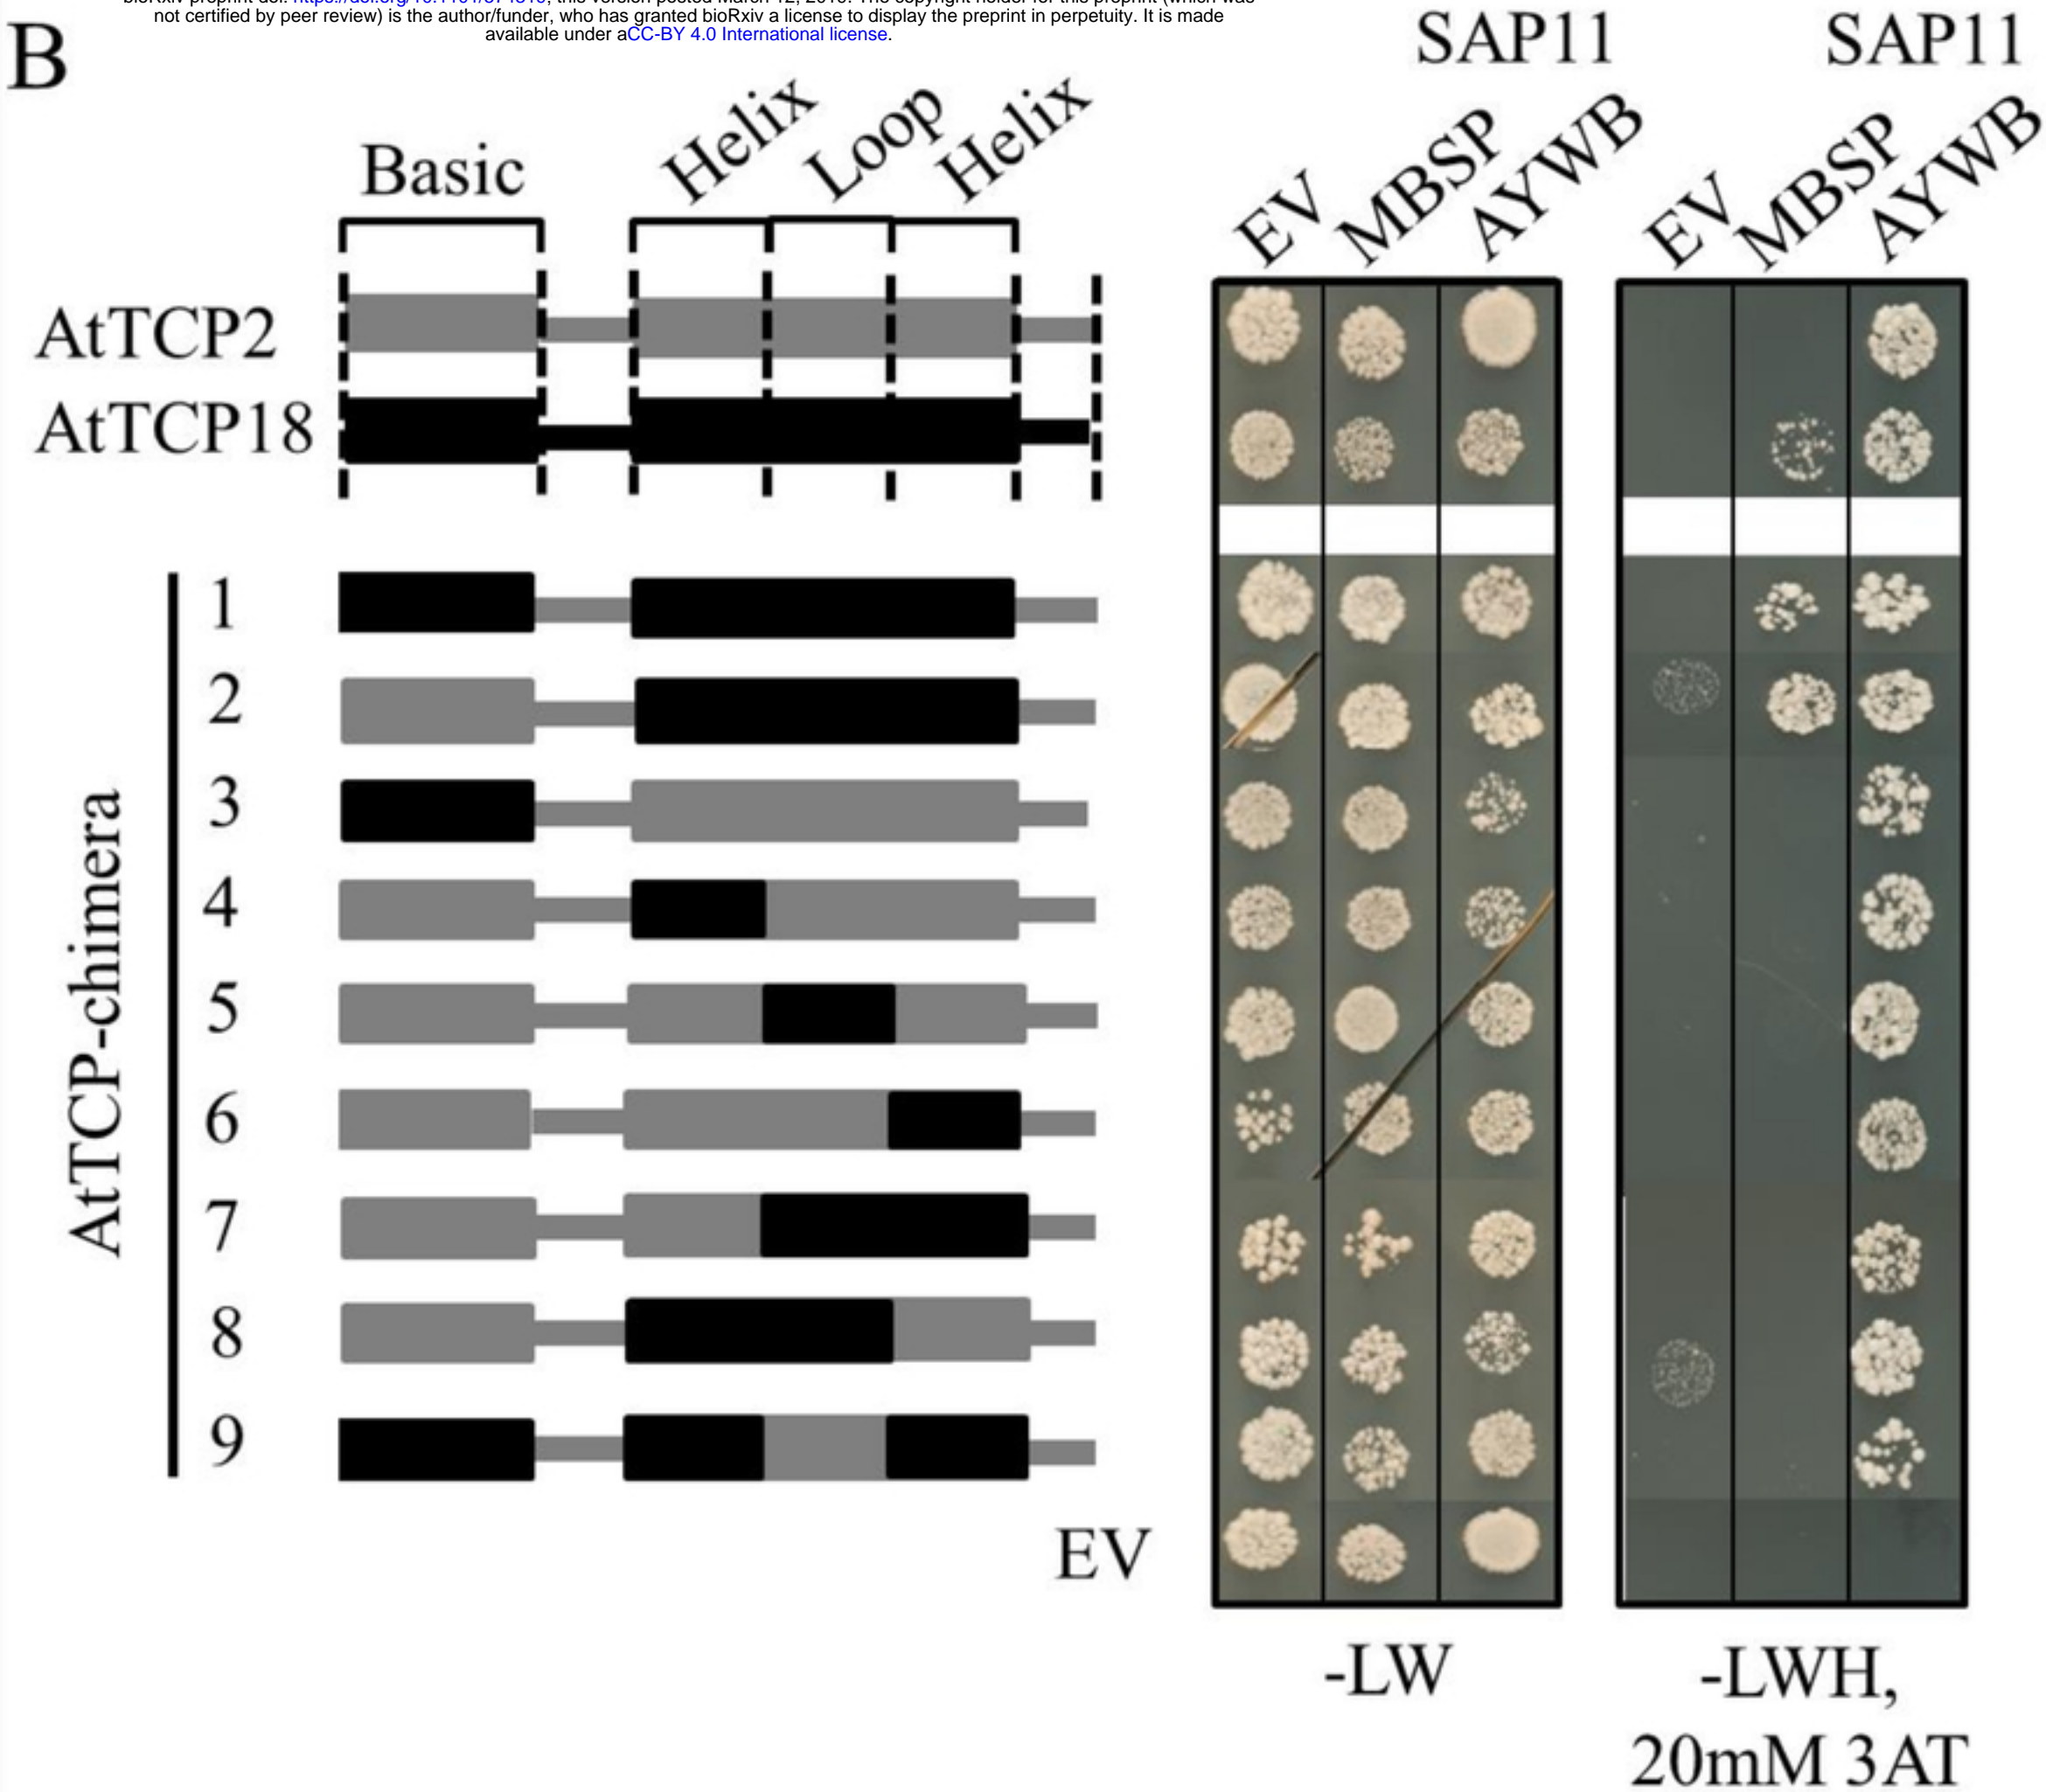 not certified by peer review) is the author/funder, who has granted bioRxiv a license to display the preprint in perpetuity. It is made
available under aCC-BY 4.0 International license.
B
SAP11 SAP11
Basic Helix Loop Helix
EV MBSP AYWB EV MBSP AYWB
AtTCP2
AtTCP18
AtTCP-chimera
1
2
3
4
5
6
7
8
9
EV
-LW -LWH,
20mM 3AT